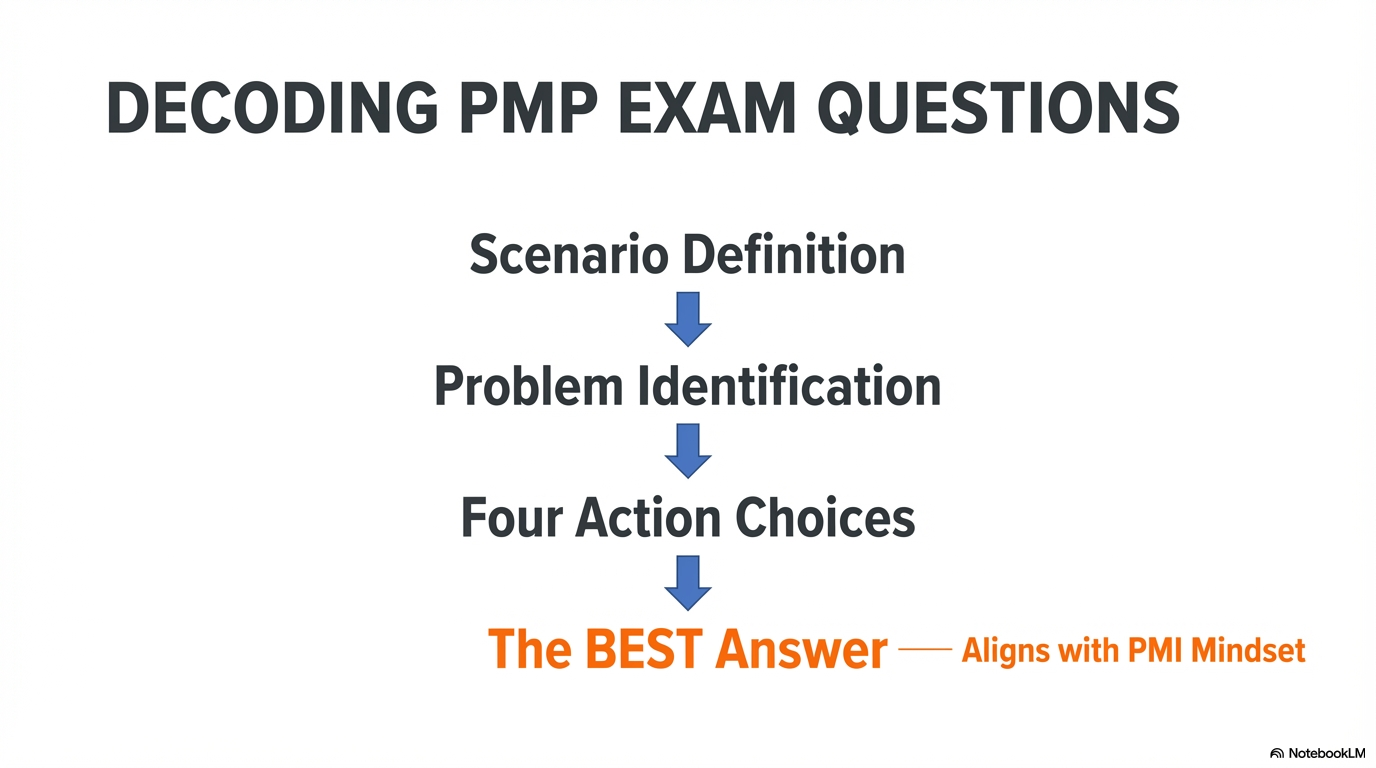 DECODING PMP EXAM QUESTIONS
Scenario Definition
Problem Identification
Four Action Choices
The BEST Answer — Aligns with PMI Mindset
NotebookLM